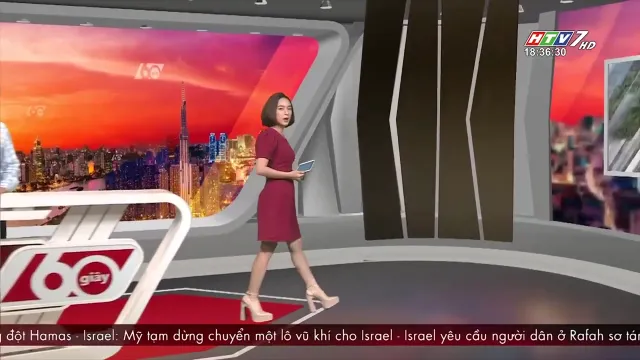 60
HTV7 HD
18:36:30
60
giây
đột Hamas - Israel: Mỹ tạm dừng chuyển một lô vũ khí cho Israel - Israel yêu cầu người dân ở Rafah sơ